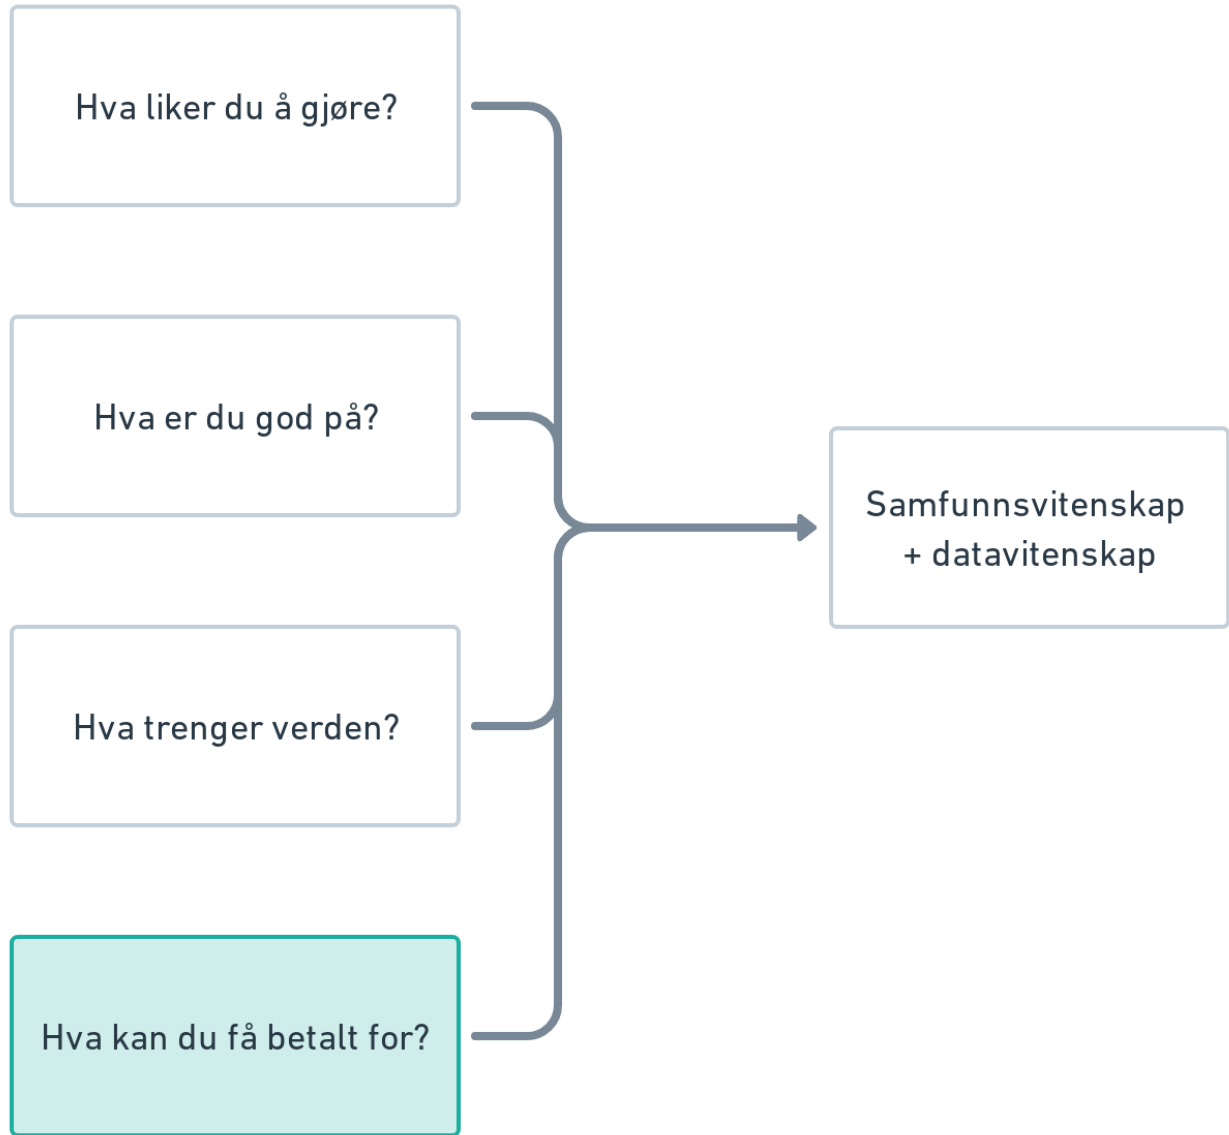 Hva liker du å gjøre?
Hva er du god på?
Hva trenger verden?
Hva kan du få betalt for?
Samfunnsvitenskap
+ datavitenskap